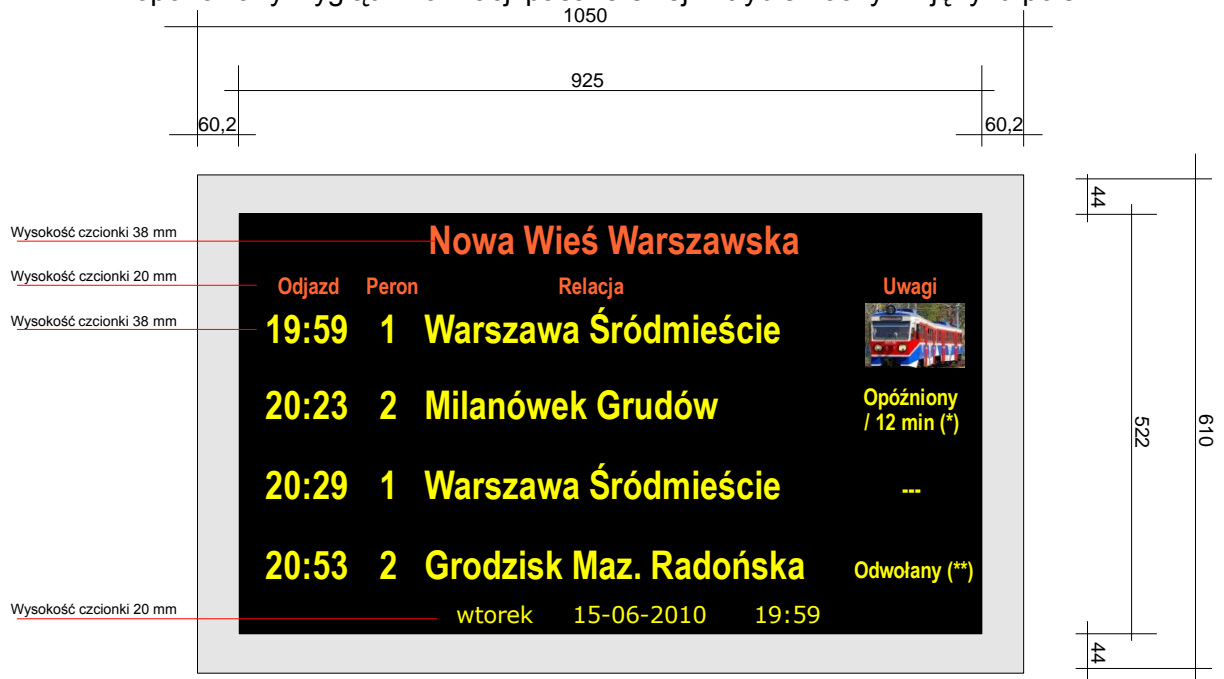 1050
925
60,2
60,2
44
Wysokość czcionki 38 mm
Nowa Wieś Warszawska
Wysokość czcionki 20 mm
Odjazd Peron Relacja Uwagi
Wysokość czcionki 38 mm
19:59 1 Warszawa Śródmieście
20:23 2 Milanówek Grudów
Opóźniony
/ 12 min (*)
522
610
20:29 1 Warszawa Śródmieście ---
20:53 2 Grodzisk Maz. Radońska Odwołany (**)
Wysokość czcionki 20 mm
wtorek 15-06-2010 19:59
44